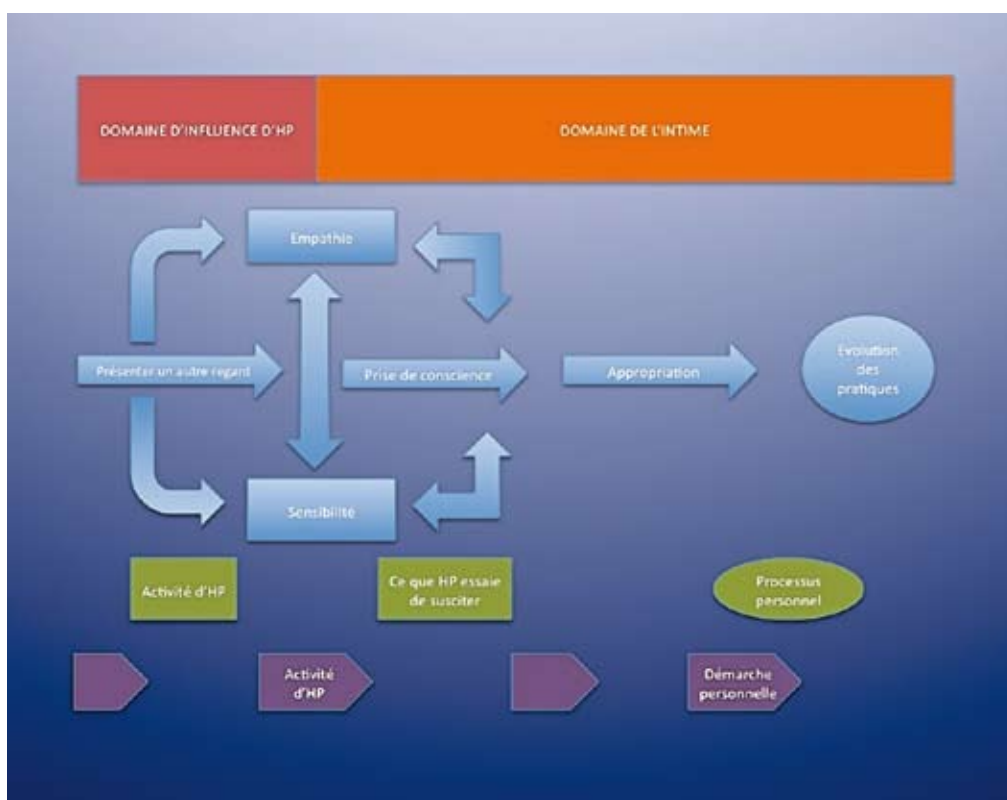 DOMAINE D'INFLUENCE D'HP
DOMAINE DE L'INTIME
Empathie
Présenter un autre regard
Prise de conscience
Appropriation
Evolution
des
pratiques
Sensibilité
Activité d'HP
Ce que HP essaie
de susciter
Processus
personnel
Activité
d'HP
Démarche
personnelle